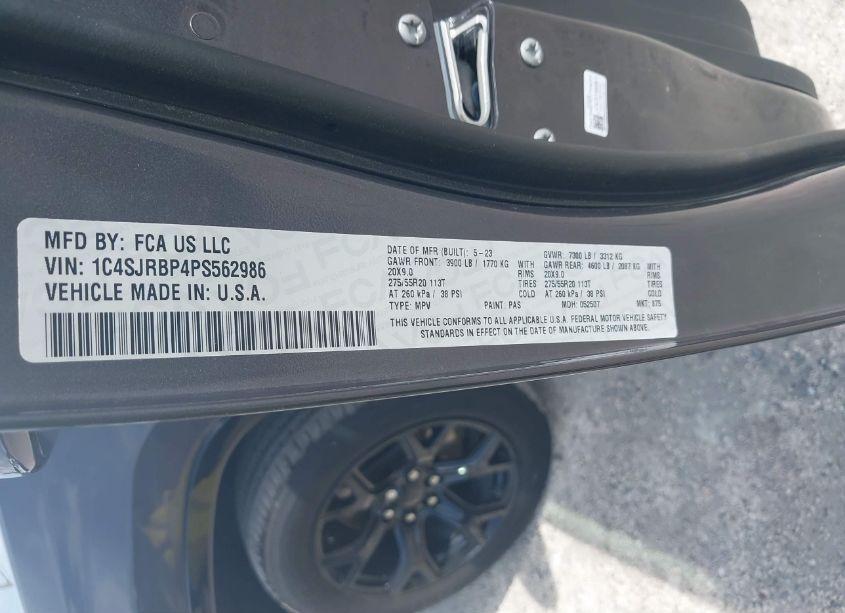 MFD BY: FCA US LLC
VIN: 1C4SJRBP4PS562986
VEHICLE MADE IN: U.S.A.
DATE OF MFR (BUILT): 5-23 GVWR: 7300 LB / 3312 KG
GAWR FRONT: 3900 LB / 1770 KG WITH GAWR REAR: 4600 LB / 2087 KG WITH
20X9.0 RIMS 20X9.0 RIMS
275/55R20 113T TIRES 275/55R20 113T TIRES
AT 260 kPa / 38 PSI COLD AT 260 kPa / 38 PSI COLD
TYPE: MPV PAINT: PAS MDH: 052507 MKT:
THIS VEHICLE CONFORMS TO ALL APPLICABLE U.S.A. FEDERAL MOTOR VEHICLE SAFETY
STANDARDS IN EFFECT ON THE DATE OF MANUFACTURE SHOWN ABOVE.